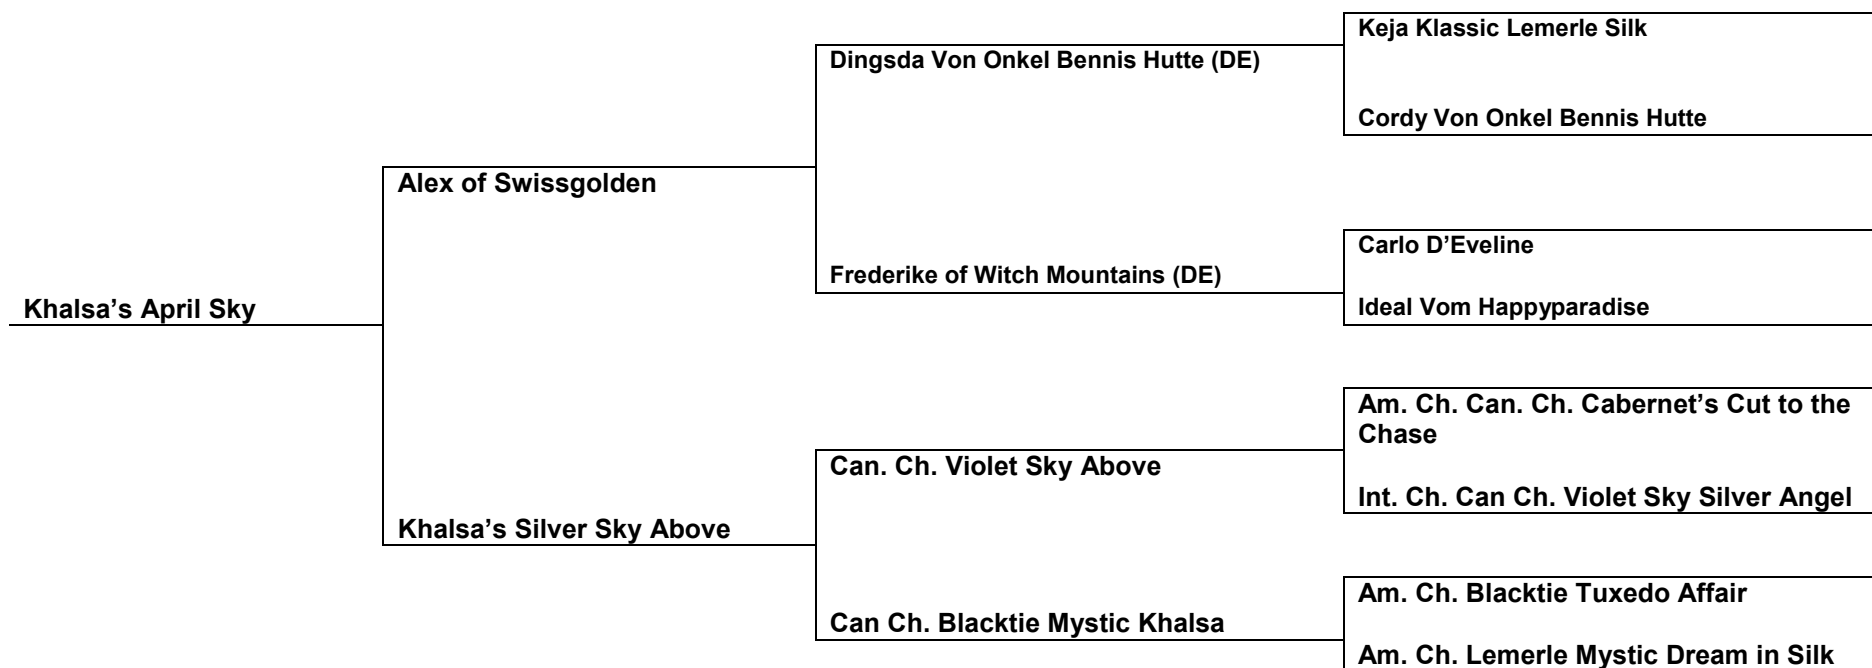 Keja Klassic Lemerle Silk
Dingsda Von Onkel Bennis Hutte (DE)
Cordy Von Onkel Bennis Hutte
Alex of Swissgolden
Carlo D’Eveline
Frederike of Witch Mountains (DE)
Khalsa’s April Sky
Ideal Vom Happyparadise
Am. Ch. Can. Ch. Cabernet’s Cut to the
Chase
Can. Ch. Violet Sky Above
Int. Ch. Can Ch. Violet Sky Silver Angel
Khalsa’s Silver Sky Above
Am. Ch. Blacktie Tuxedo Affair
Can Ch. Blacktie Mystic Khalsa
Am. Ch. Lemerle Mystic Dream in Silk